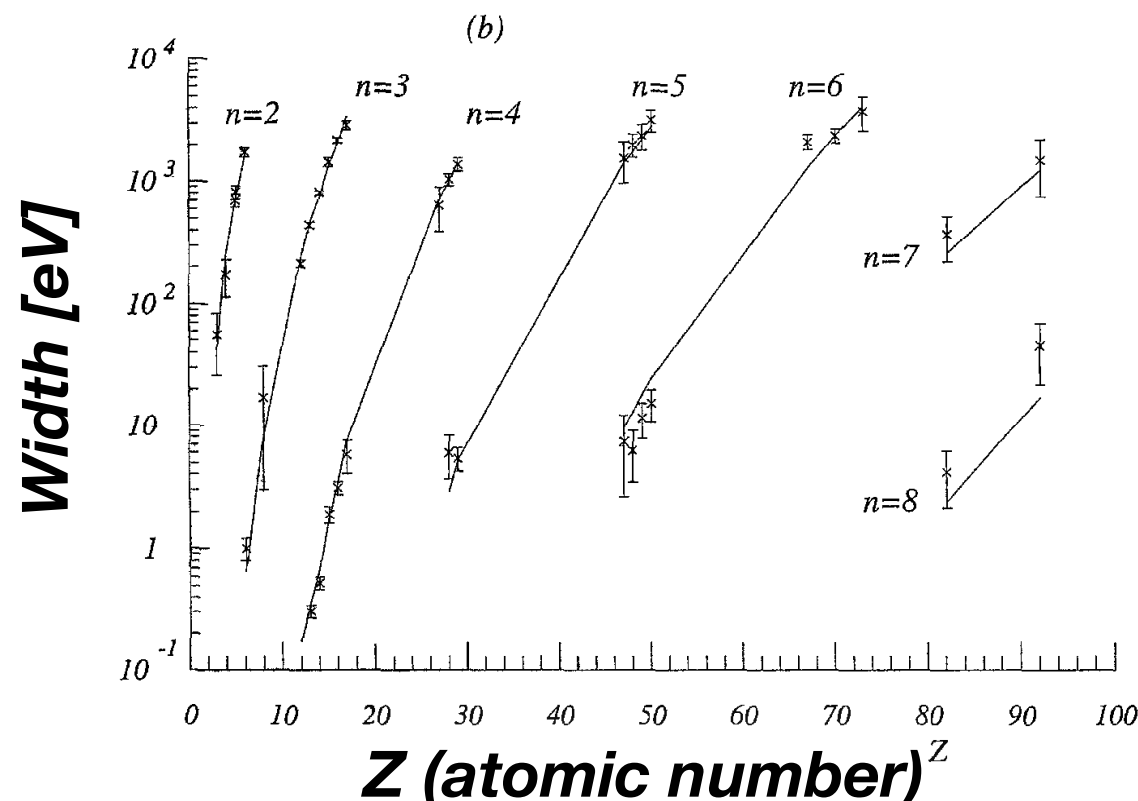 (b)
10 4
n=2
n=3
n=4
n=5
n=6
10 3
10 2
n=7
10
n=8
1
10 -1
0 10 20 30 40 50 60 70 80 90 100
Width [eV]
Z (atomic number) Z